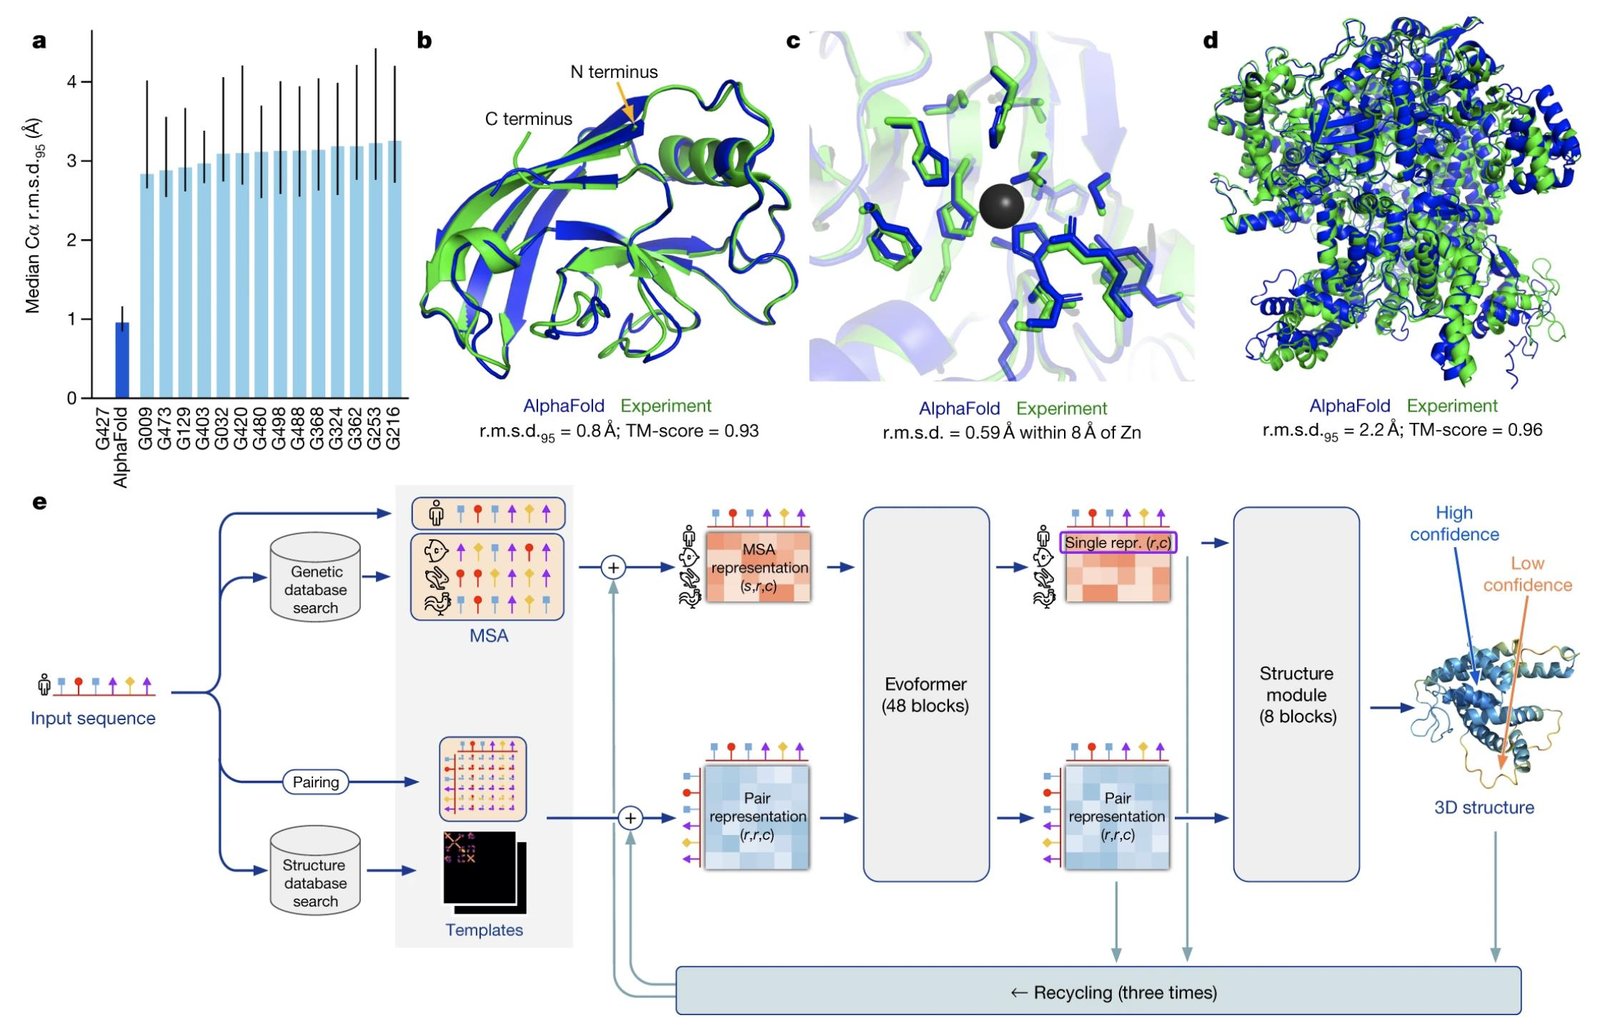 a
Median Cα r.m.s.d.95 (Å)
4
3
2
1
0
G427
AlphaFold
G009
G473
G129
G403
G032
G420
G480
G498
G488
G368
G324
G362
G253
G216
b
N terminus
C terminus
AlphaFold Experiment
r.m.s.d.95 = 0.8 Å; TM-score = 0.93
c
AlphaFold Experiment
r.m.s.d. = 0.59 Å within 8 Å of Zn
d
AlphaFold Experiment
r.m.s.d.95 = 2.2 Å; TM-score = 0.96
e
Input sequence
Genetic
database
search
MSA
Pairing
Structure
database
search
Templates
+
MSA
representation
(s,r,c)
+
Pair
representation
(r,r,c)
Evoformer
(48 blocks)
Single repr. (r,c)
Pair
representation
(r,r,c)
Structure
module
(8 blocks)
High
confidence
Low
confidence
3D structure
← Recycling (three times)